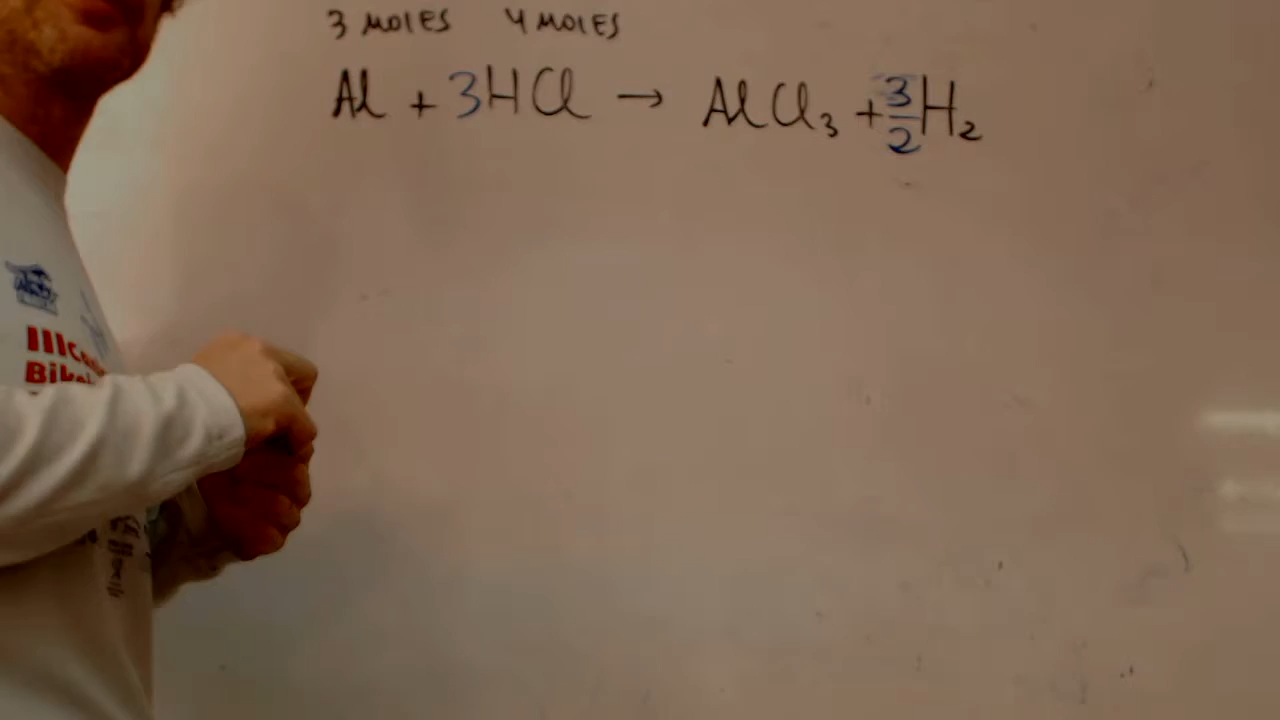 3 MOLES 4 MOLES
Al + 3HCl → AlCl₃ + 3/2 H₂